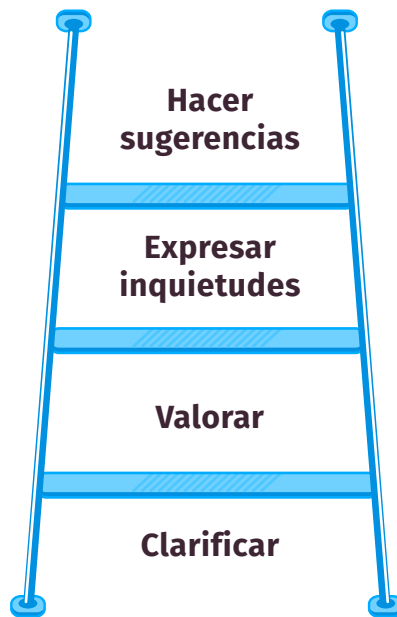 Hacer
sugerencias
Expresar
inquietudes
Valorar
Clarificar